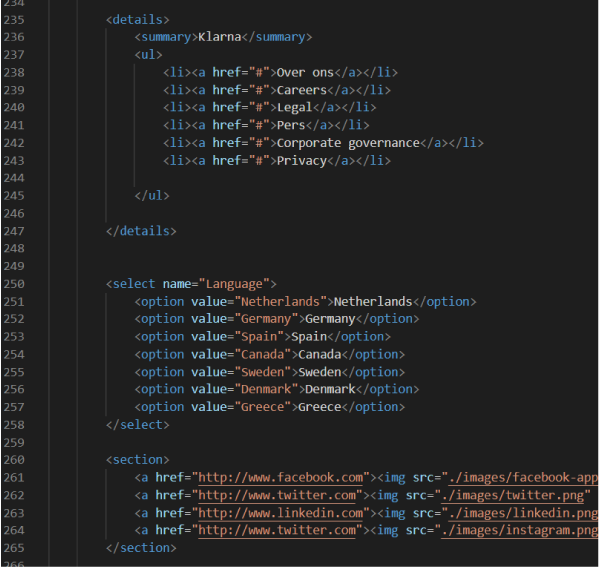 234
235 <details>
236 <summary>Klarna</summary>
237 <ul>
238 <li><a href="#">Over ons</a></li>
239 <li><a href="#">Careers</a></li>
240 <li><a href="#">Legal</a></li>
241 <li><a href="#">Pers</a></li>
242 <li><a href="#">Corporate governance</a></li>
243 <li><a href="#">Privacy</a></li>
244
245 </ul>
246
247 </details>
248
249
250 <select name="Language">
251 <option value="Netherlands">Netherlands</option>
252 <option value="Germany">Germany</option>
253 <option value="Spain">Spain</option>
254 <option value="Canada">Canada</option>
255 <option value="Sweden">Sweden</option>
256 <option value="Denmark">Denmark</option>
257 <option value="Greece">Greece</option>
258 </select>
259
260 <section>
261 <a href="http://www.facebook.com"><img src="./images/facebook-app
262 <a href="http://www.twitter.com"><img src="./images/twitter.png"
263 <a href="http://www.linkedin.com"><img src="./images/linkedin.png
264 <a href="http://www.twitter.com"><img src="./images/instagram.png
265 </section>
266